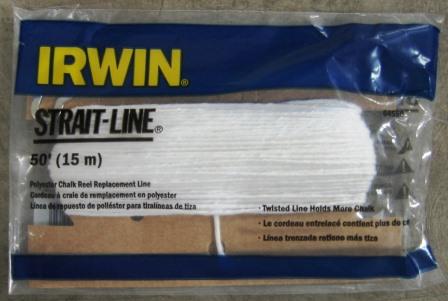 IRWIN®
STRAIT-LINE®
50' (15 m)
Polyester Chalk Reel Replacement Line
Cordeau à craie de remplacement en polyester
Línea de repuesto de poliéster para tiralíneas de tiza
· Twisted Line Holds More Chalk
· Le cordeau entrelacé contient plus de
· Línea trenzada retiene más tiza